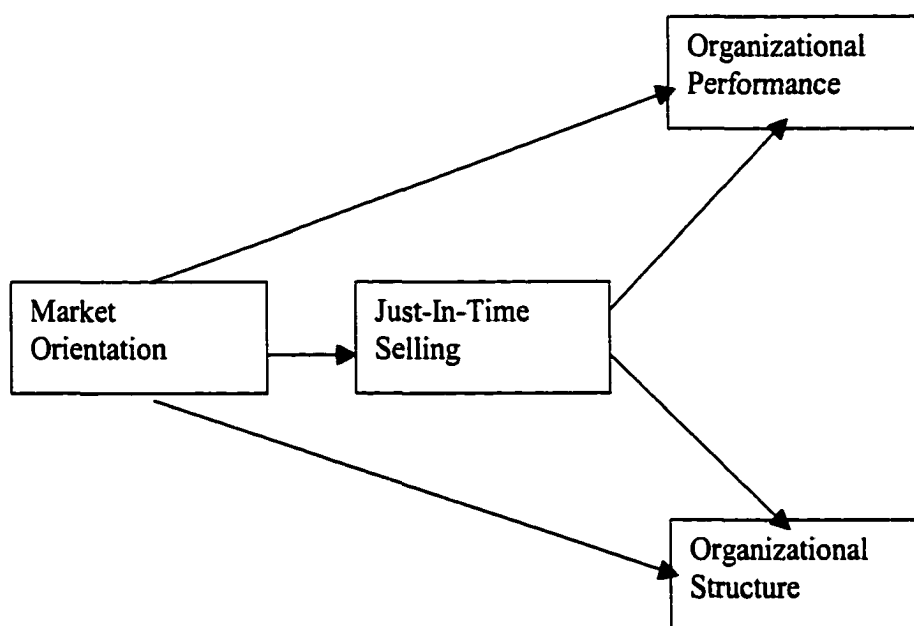 Organizational
Performance
Market
Orientation
Just-In-Time
Selling
Organizational
Structure